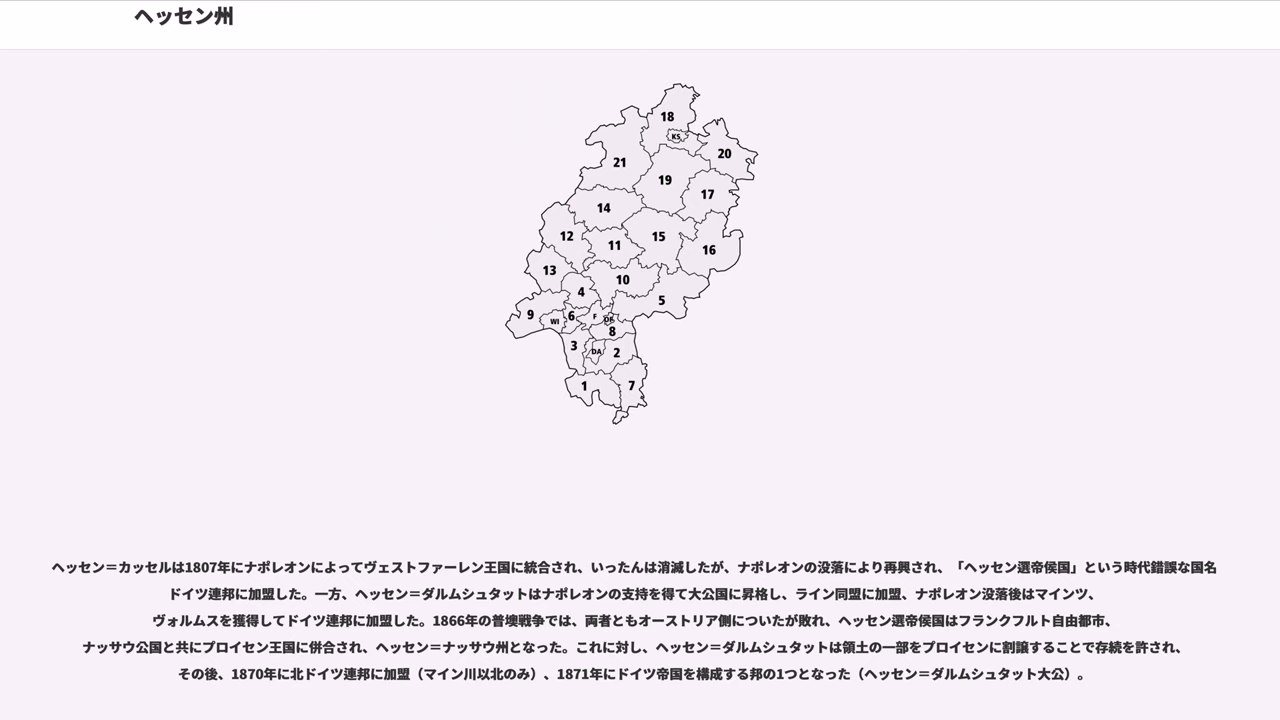 ヘッセン州
18
KS
20
21
19
17
14
12
15
11
16
13
10
4
5
9
WI
6
F
OF
8
3
DA
2
1
7
ヘッセン＝カッセルは1807年にナポレオンによってヴェストファーレン王国に統合され、いったんは消滅したが、ナポレオンの没落により再興され、「ヘッセン選帝侯国」という時代錯誤な国名
ドイツ連邦に加盟した。一方、ヘッセン＝ダルムシュタットはナポレオンの支持を得て大公国に昇格し、ライン同盟に加盟、ナポレオン没落後はマインツ、
ヴォルムスを獲得してドイツ連邦に加盟した。1866年の普墺戦争では、両者ともオーストリア側についたが敗れ、ヘッセン選帝侯国はフランクフルト自由都市、
ナッサウ公国と共にプロイセン王国に併合され、ヘッセン＝ナッサウ州となった。これに対し、ヘッセン＝ダルムシュタットは領土の一部をプロイセンに割譲することで存続を許され、
その後、1870年に北ドイツ連邦に加盟（マイン川以北のみ）、1871年にドイツ帝国を構成する邦の1つとなった（ヘッセン＝ダルムシュタット大公）。